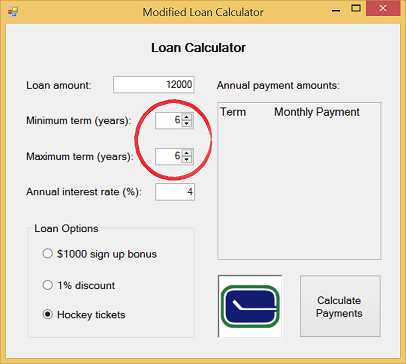 Modified Loan Calculator
Loan Calculator
Loan amount: 12000
Minimum term (years): 6
Maximum term (years): 6
Annual interest rate (%): 4
Loan Options
$1000 sign up bonus
1% discount
Hockey tickets
Annual payment amounts:
Term Monthly Payment
Calculate
Payments